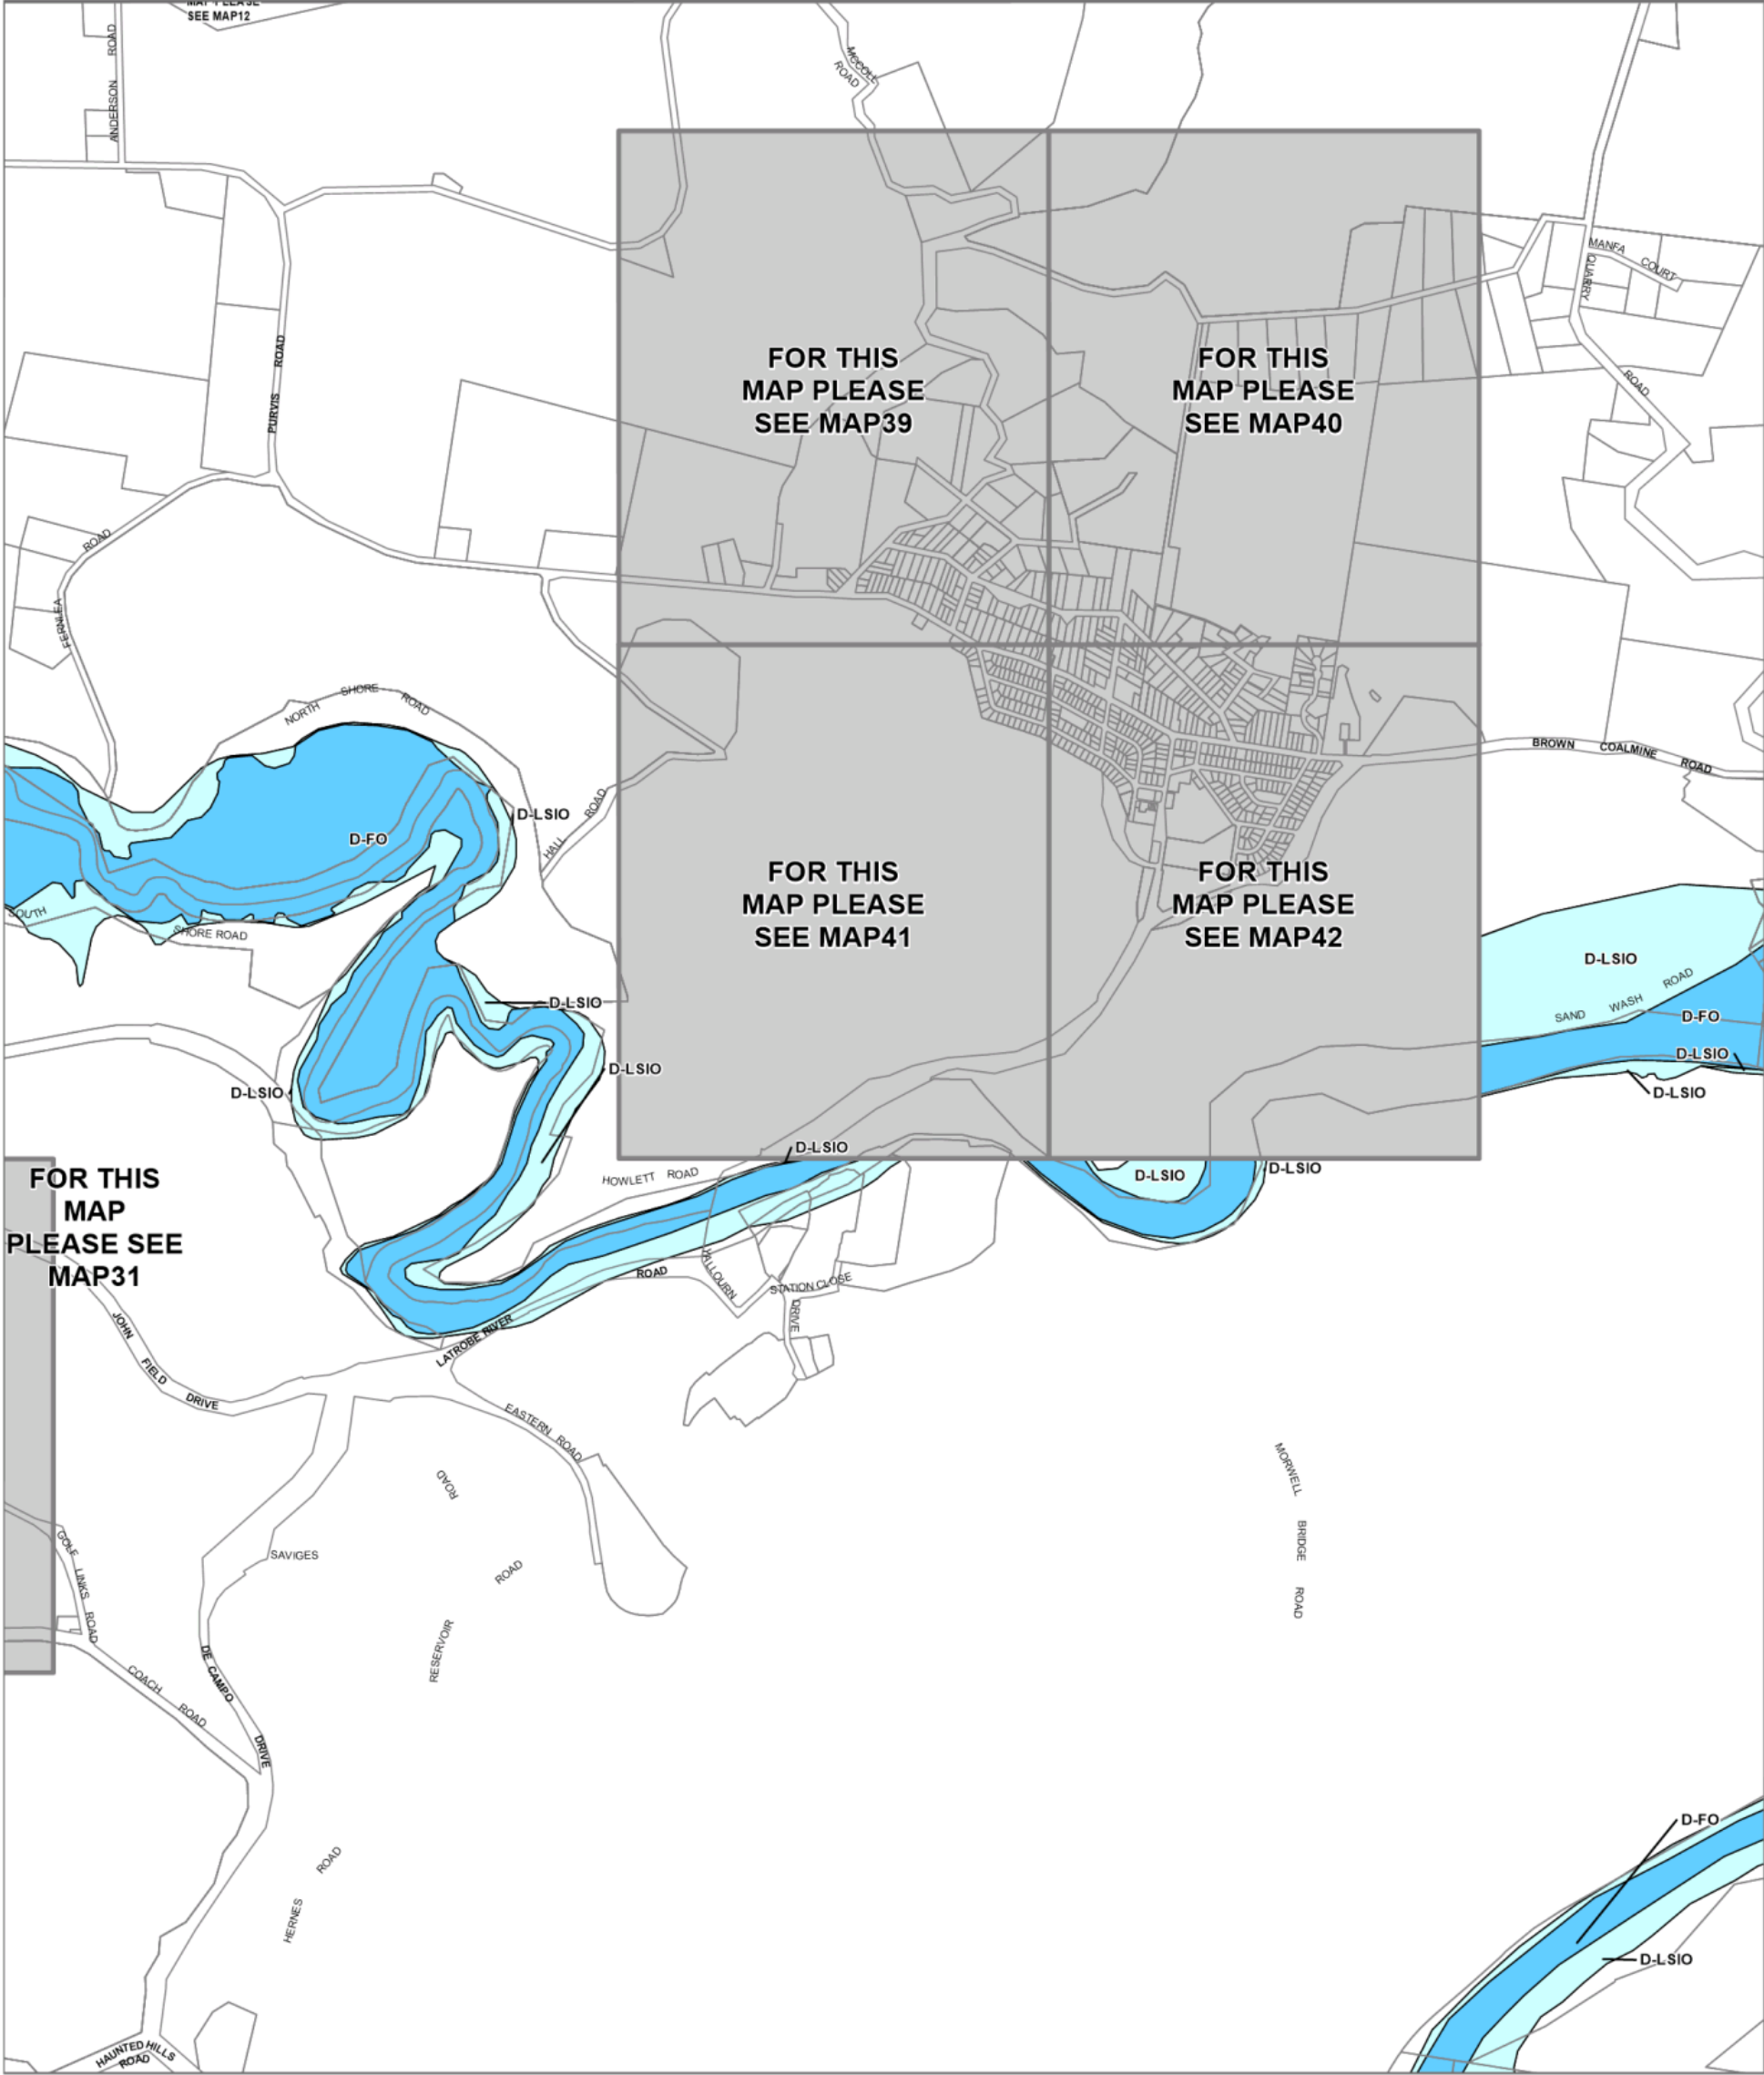 MAP PLEASE
SEE MAP12
ANDERSON ROAD
MCCOLL
ROAD
MANFA COURT
QUARRY
ROAD
PURVIS ROAD
FOR THIS
MAP PLEASE
SEE MAP39
FOR THIS
MAP PLEASE
SEE MAP40
ROAD
FERNLEA
NORTH SHORE ROAD
BROWN COALMINE ROAD
D-LSIO
D-FO
HALL ROAD
FOR THIS
MAP PLEASE
SEE MAP41
FOR THIS
MAP PLEASE
SEE MAP42
SOUTH
SHORE ROAD
D-LSIO
SAND WASH ROAD
D-LSIO
D-FO
D-LSIO
D-LSIO
D-LSIO
D-LSIO
D-LSIO
D-LSIO
D-LSIO
HOWLETT ROAD
FOR THIS
MAP
PLEASE SEE
MAP31
YALLOURN
ROAD
STATION CLOSE
DRIVE
LATROBE RIVER
JOHN
FIELD
DRIVE
EASTERN ROAD
ROAD
MORWELL
BRIDGE
ROAD
GOLF
LINKS
ROAD
SAVIGES
ROAD
RESERVOIR
DE CAMPO
DRIVE
COACH
ROAD
D-FO
ROAD
HERNES
D-LSIO
HAUNTED HILLS
ROAD